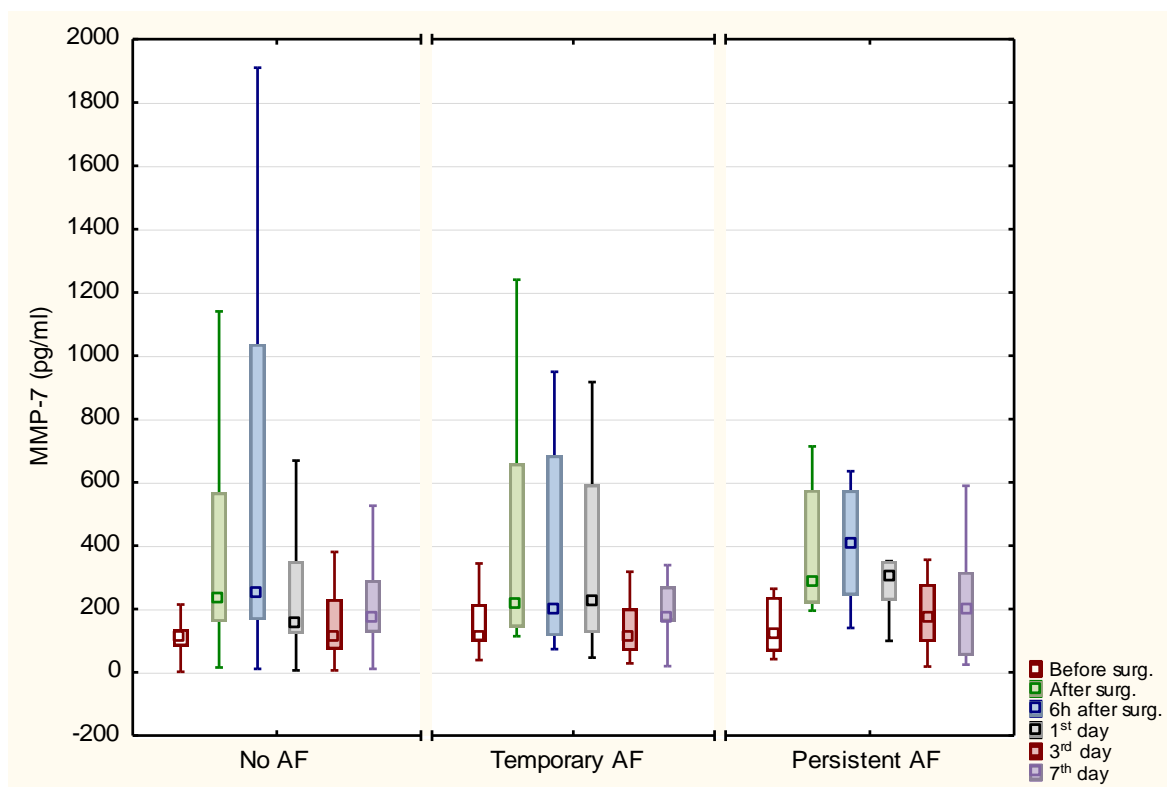 2000
1800
1600
1400
1200
1000
800
600
400
200
0
-200
MMP-7 (pg/ml)
No AF
Temporary AF
Persistent AF
Before surg.
After surg.
6h after surg.
1st day
3rd day
7th day